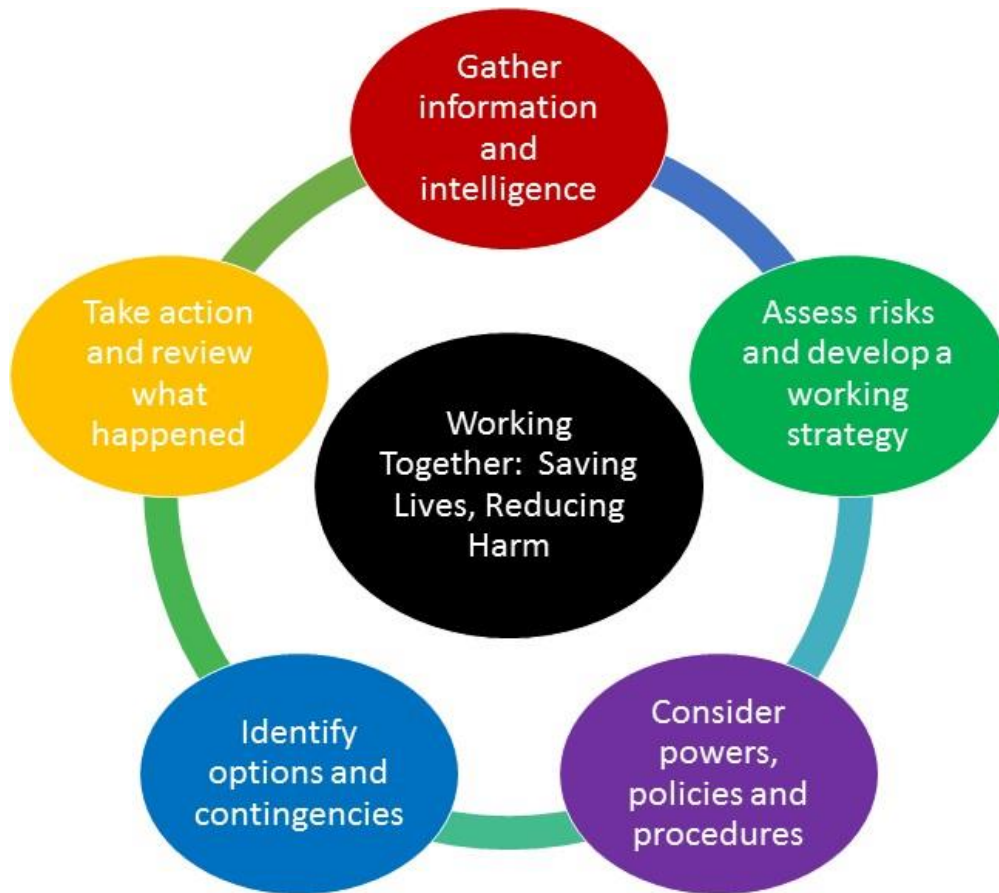 Gather
information
and
intelligence
Assess risks
and develop a
working
strategy
Consider
powers,
policies and
procedures
Identify
options and
contingencies
Take action
and review
what
happened
Working
Together:  Saving
Lives, Reducing
Harm